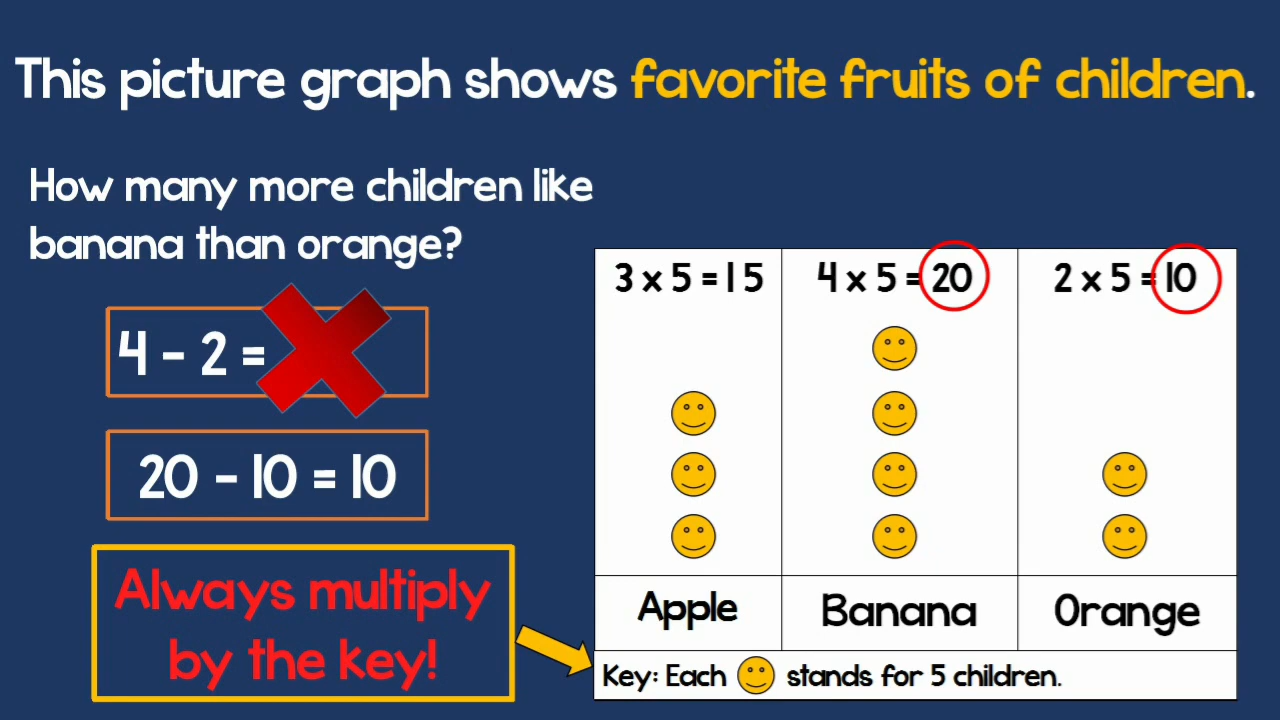 This picture graph shows favorite fruits of children.
How many more children like
banana than orange?
4 - 2 =
20 - 10 = 10
Always multiply
by the key!
3 x 5 = 15
4 x 5 = 20
2 x 5 = 10
Apple
Banana
Orange
Key: Each stands for 5 children.